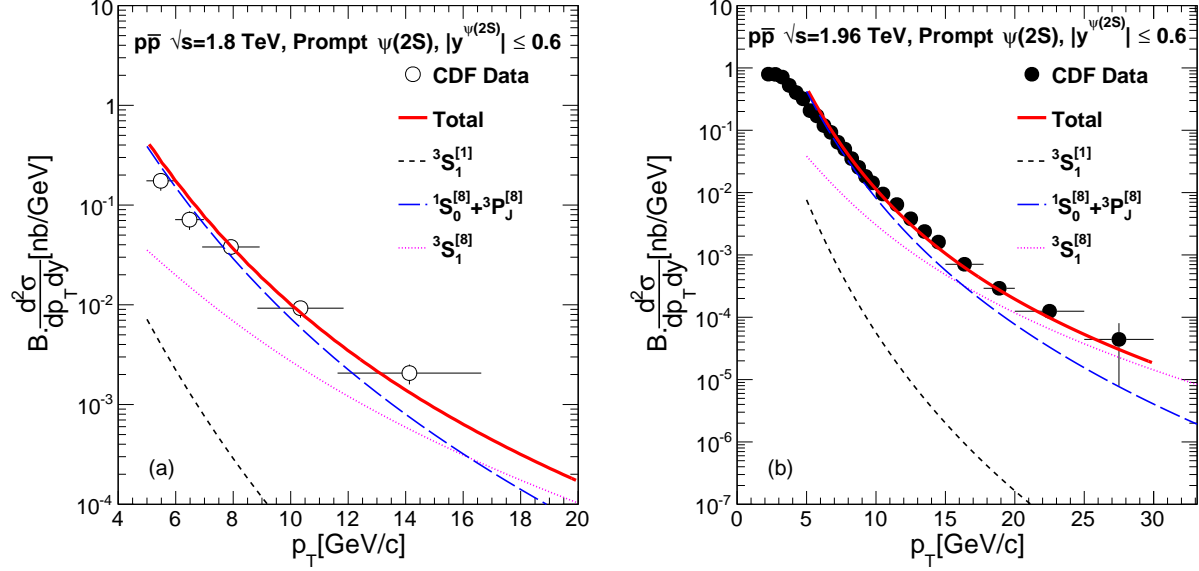 pp̅ √s=1.8 TeV, Prompt ψ(2S), |y^ψ(2S)| ≤ 0.6
CDF Data
Total
³S₁^[1]
¹S₀^[8]+³P_J^[8]
³S₁^[8]
B.d²σ/dp_T dy[nb/GeV]
10
1
10⁻¹
10⁻²
10⁻³
10⁻⁴
(a)
4 6 8 10 12 14 16 18 20
p_T[GeV/c]
pp̅ √s=1.96 TeV, Prompt ψ(2S), |y^ψ(2S)| ≤ 0.6
CDF Data
Total
³S₁^[1]
¹S₀^[8]+³P_J^[8]
³S₁^[8]
B.d²σ/dp_T dy[nb/GeV]
10
1
10⁻¹
10⁻²
10⁻³
10⁻⁴
10⁻⁵
10⁻⁶
10⁻⁷
(b)
0 5 10 15 20 25 30
p_T[GeV/c]